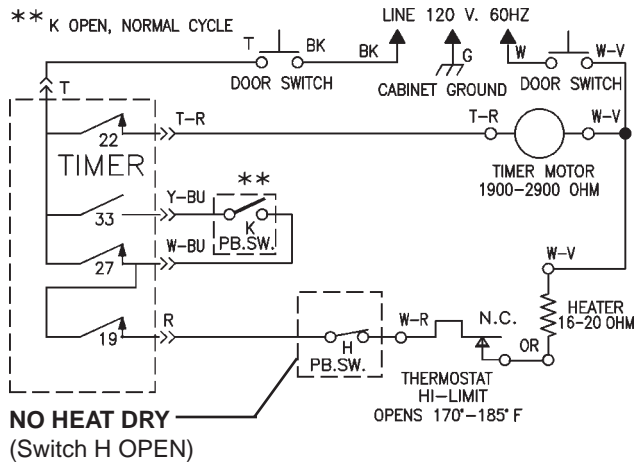 ** K OPEN, NORMAL CYCLE
LINE 120 V. 60HZ
T BK BK G W W-V
DOOR SWITCH
CABINET GROUND
DOOR SWITCH
T
T-R T-R W-V
22
TIMER
TIMER MOTOR
1900-2900 OHM
**
Y-BU
33
K
PB.SW.
W-BU
27
W-V
HEATER
16-20 OHM
R
19
H
PB.SW.
W-R
N.C.
OR
THERMOSTAT
HI-LIMIT
OPENS 170°-185°F
NO HEAT DRY
(Switch H OPEN)